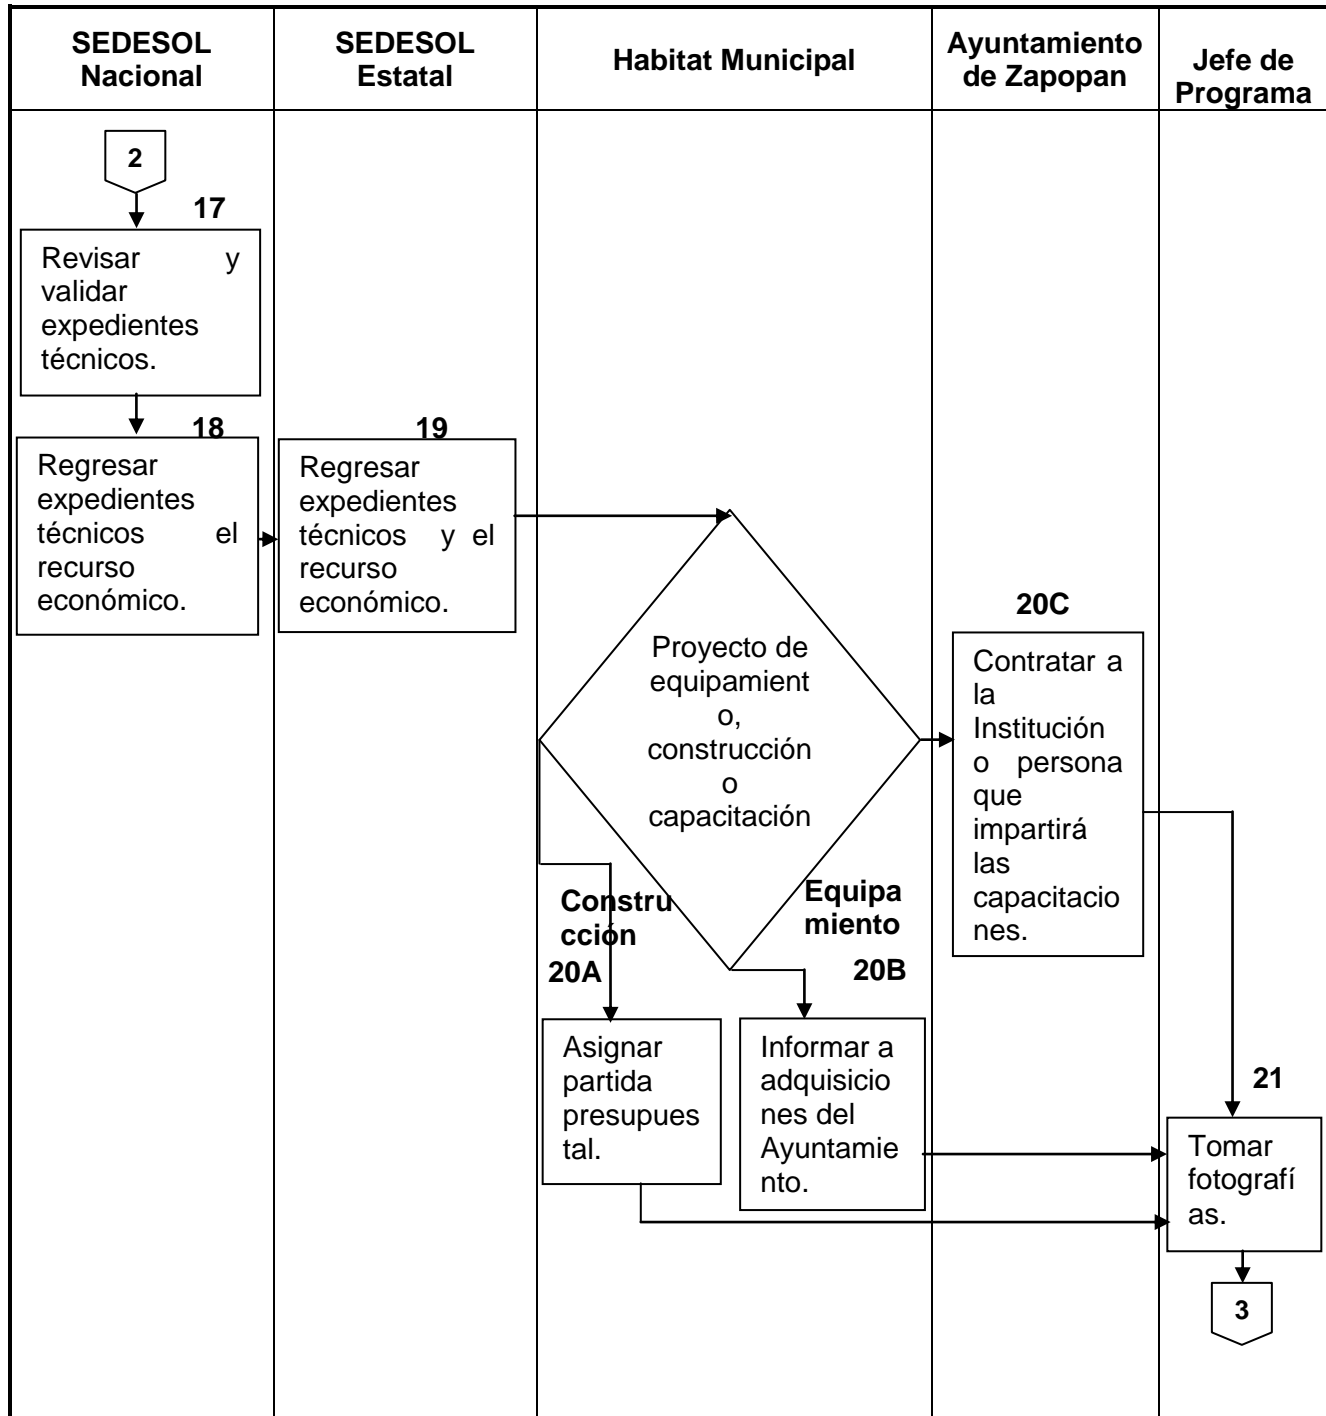 SEDESOL
Nacional
SEDESOL
Estatal
Habitat Municipal
Ayuntamiento
de Zapopan
Jefe de
Programa
2
17
Revisar y
validar
expedientes
técnicos.
18
Regresar
expedientes
técnicos el
recurso
económico.
19
Regresar
expedientes
técnicos y el
recurso
económico.
Proyecto de
equipamient
o,
construcción
o
capacitación
Constru
cción
20A
Equipa
miento
20B
20C
Contratar a
la
Institución
o persona
que
impartirá
las
capacitacio
nes.
Asignar
partida
presupues
tal.
Informar a
adquisicio
nes del
Ayuntamie
nto.
21
Tomar
fotografí
as.
3